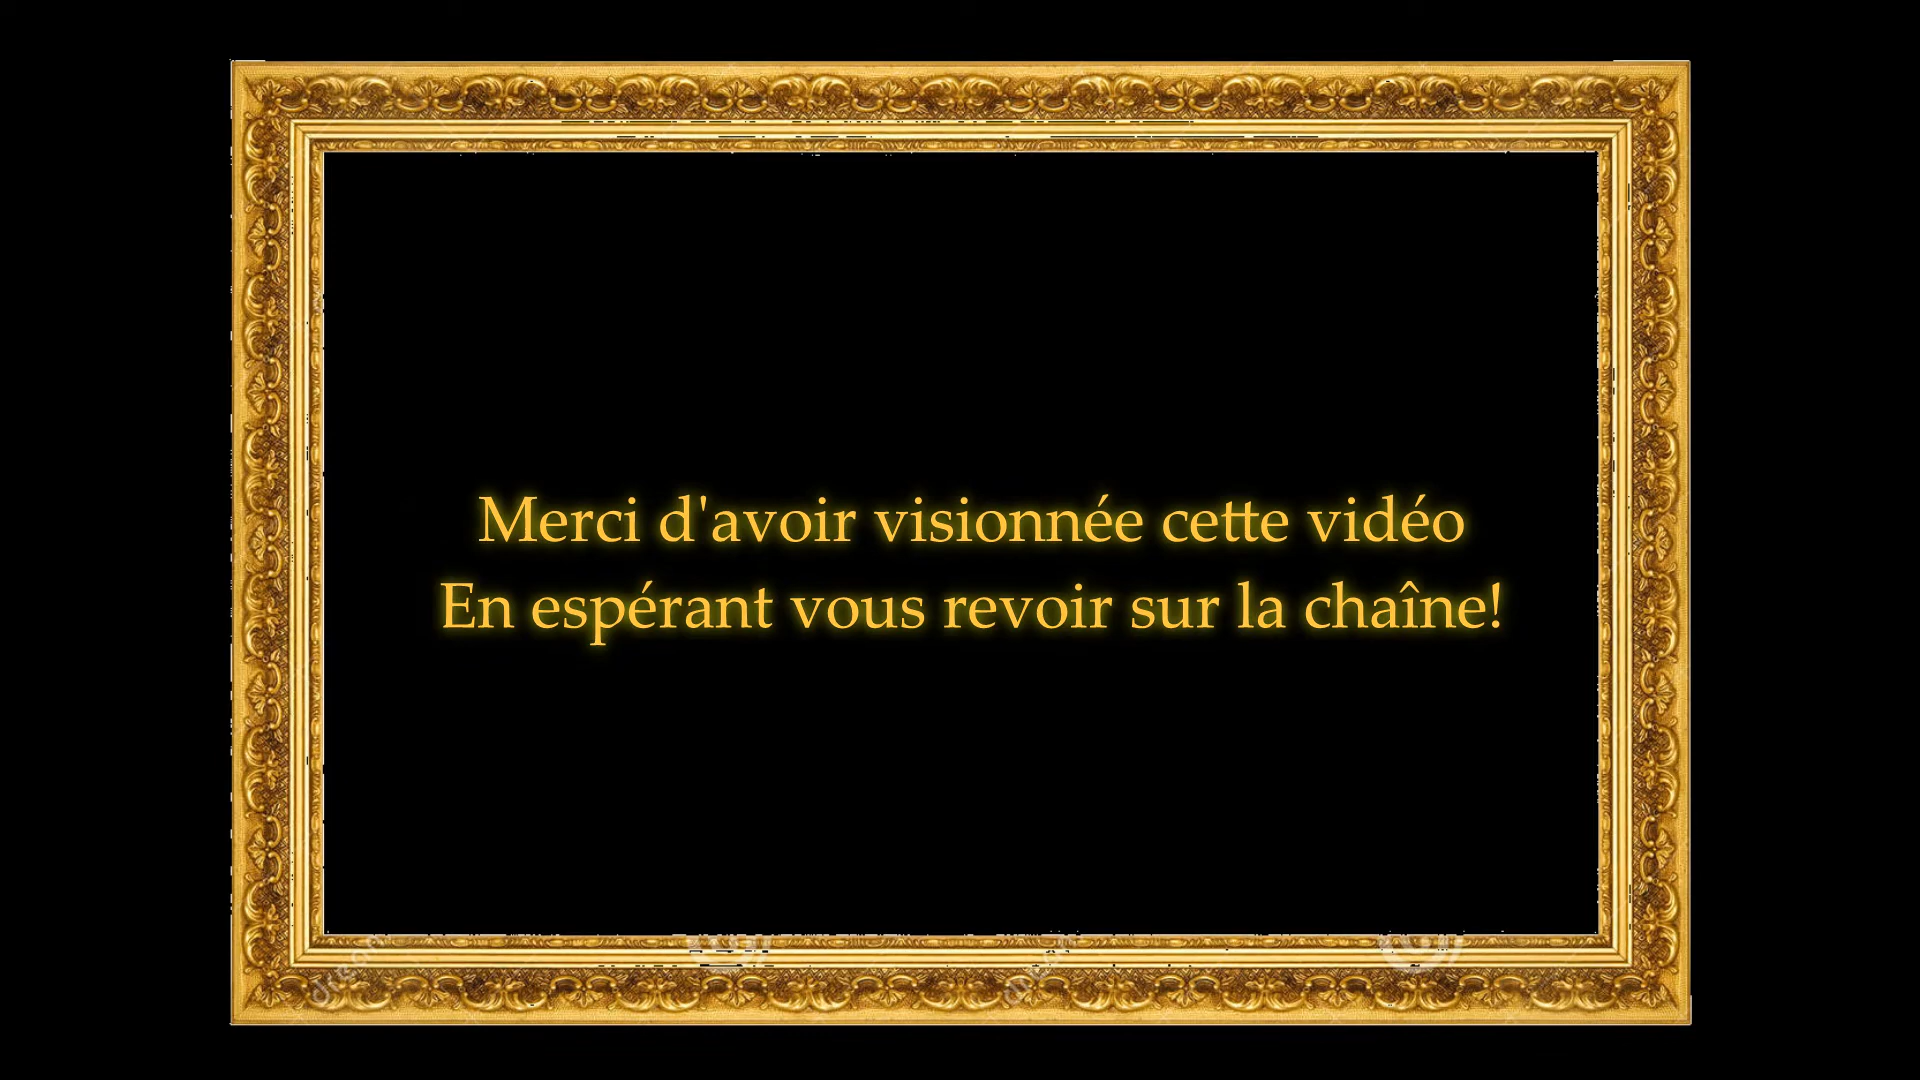 Merci d'avoir visionnée cette vidéo
En espérant vous revoir sur la chaîne!